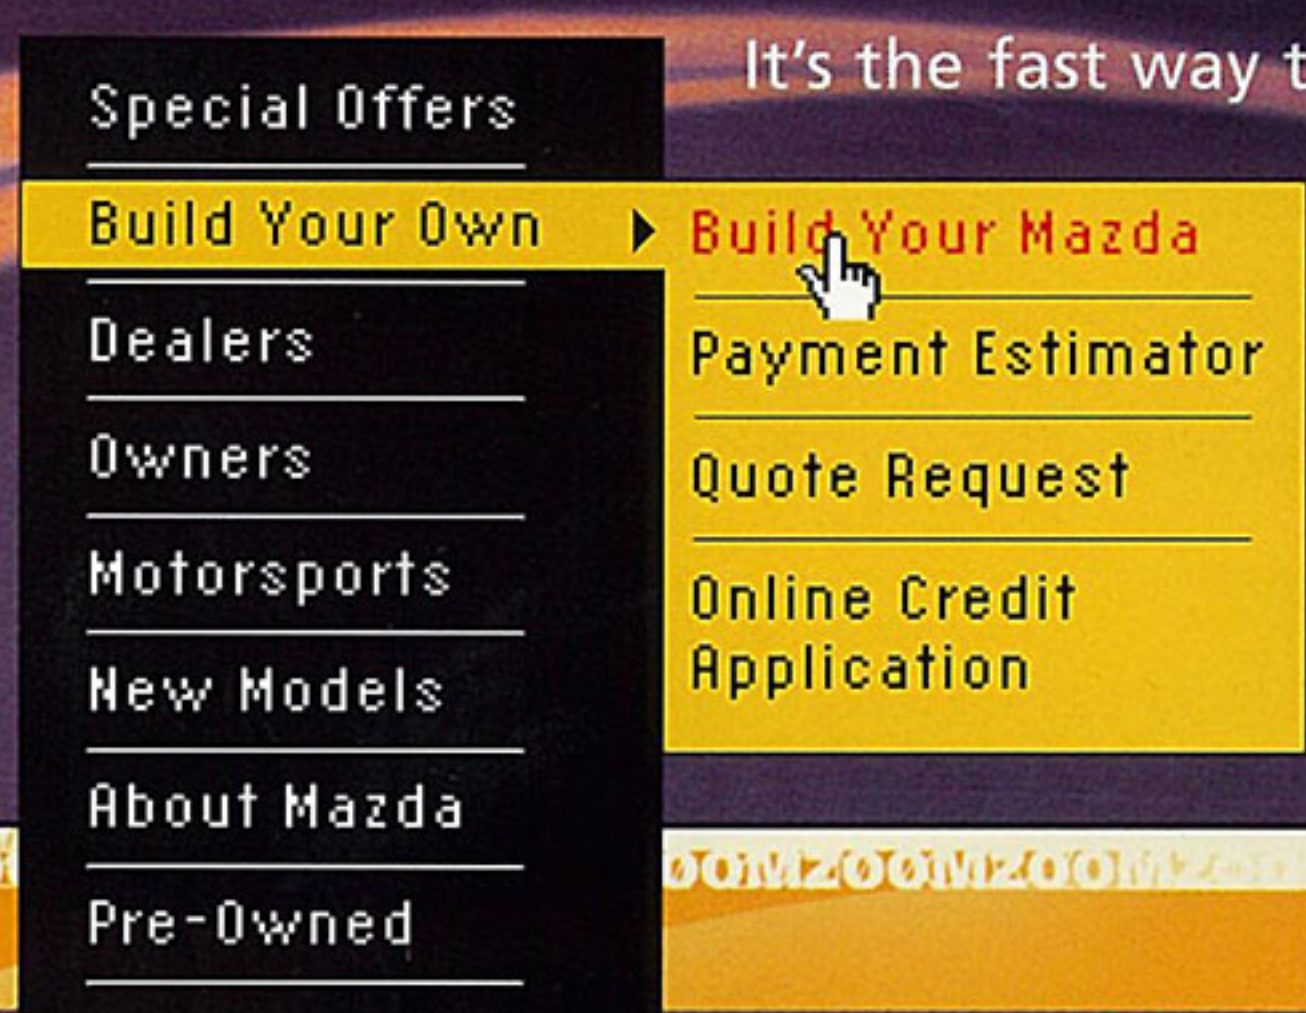 It's the fast way t
Special Offers
Build Your Own
Build Your Mazda
Dealers
Payment Estimator
Owners
Quote Request
Motorsports
Online Credit
Application
New Models
About Mazda
OOMZOOMZOOMZOO
Pre-Owned